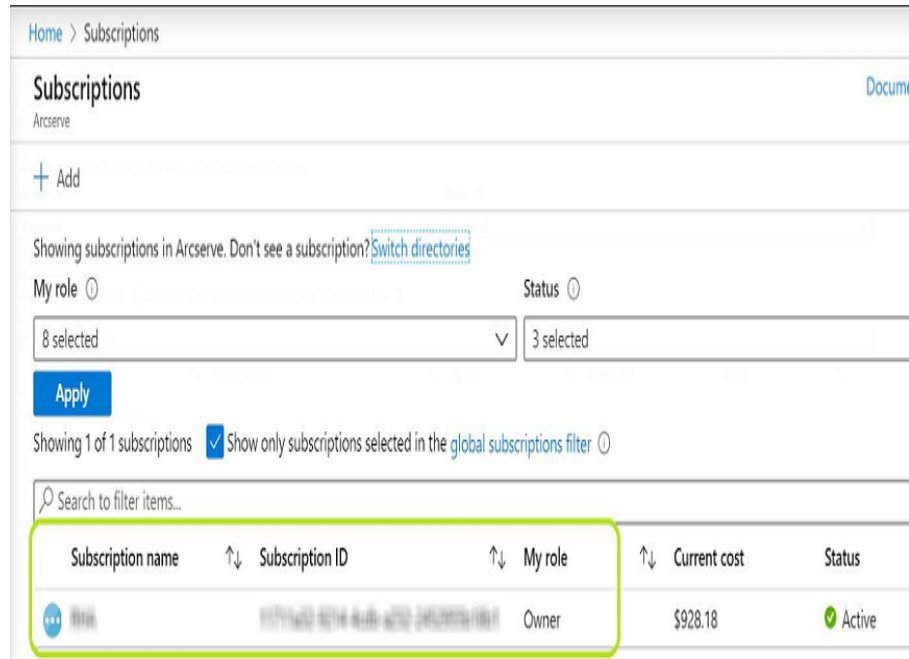 Home > Subscriptions
Subscriptions
Docume
Arcserve
+ Add
Showing subscriptions in Arcserve. Don't see a subscription? Switch directories
My role
Status
8 selected
3 selected
Apply
Showing 1 of 1 subscriptions Show only subscriptions selected in the global subscriptions filter
Search to filter items...
Subscription name ↑↓ Subscription ID ↑↓ My role ↑↓ Current cost Status
Owner $928.18 Active